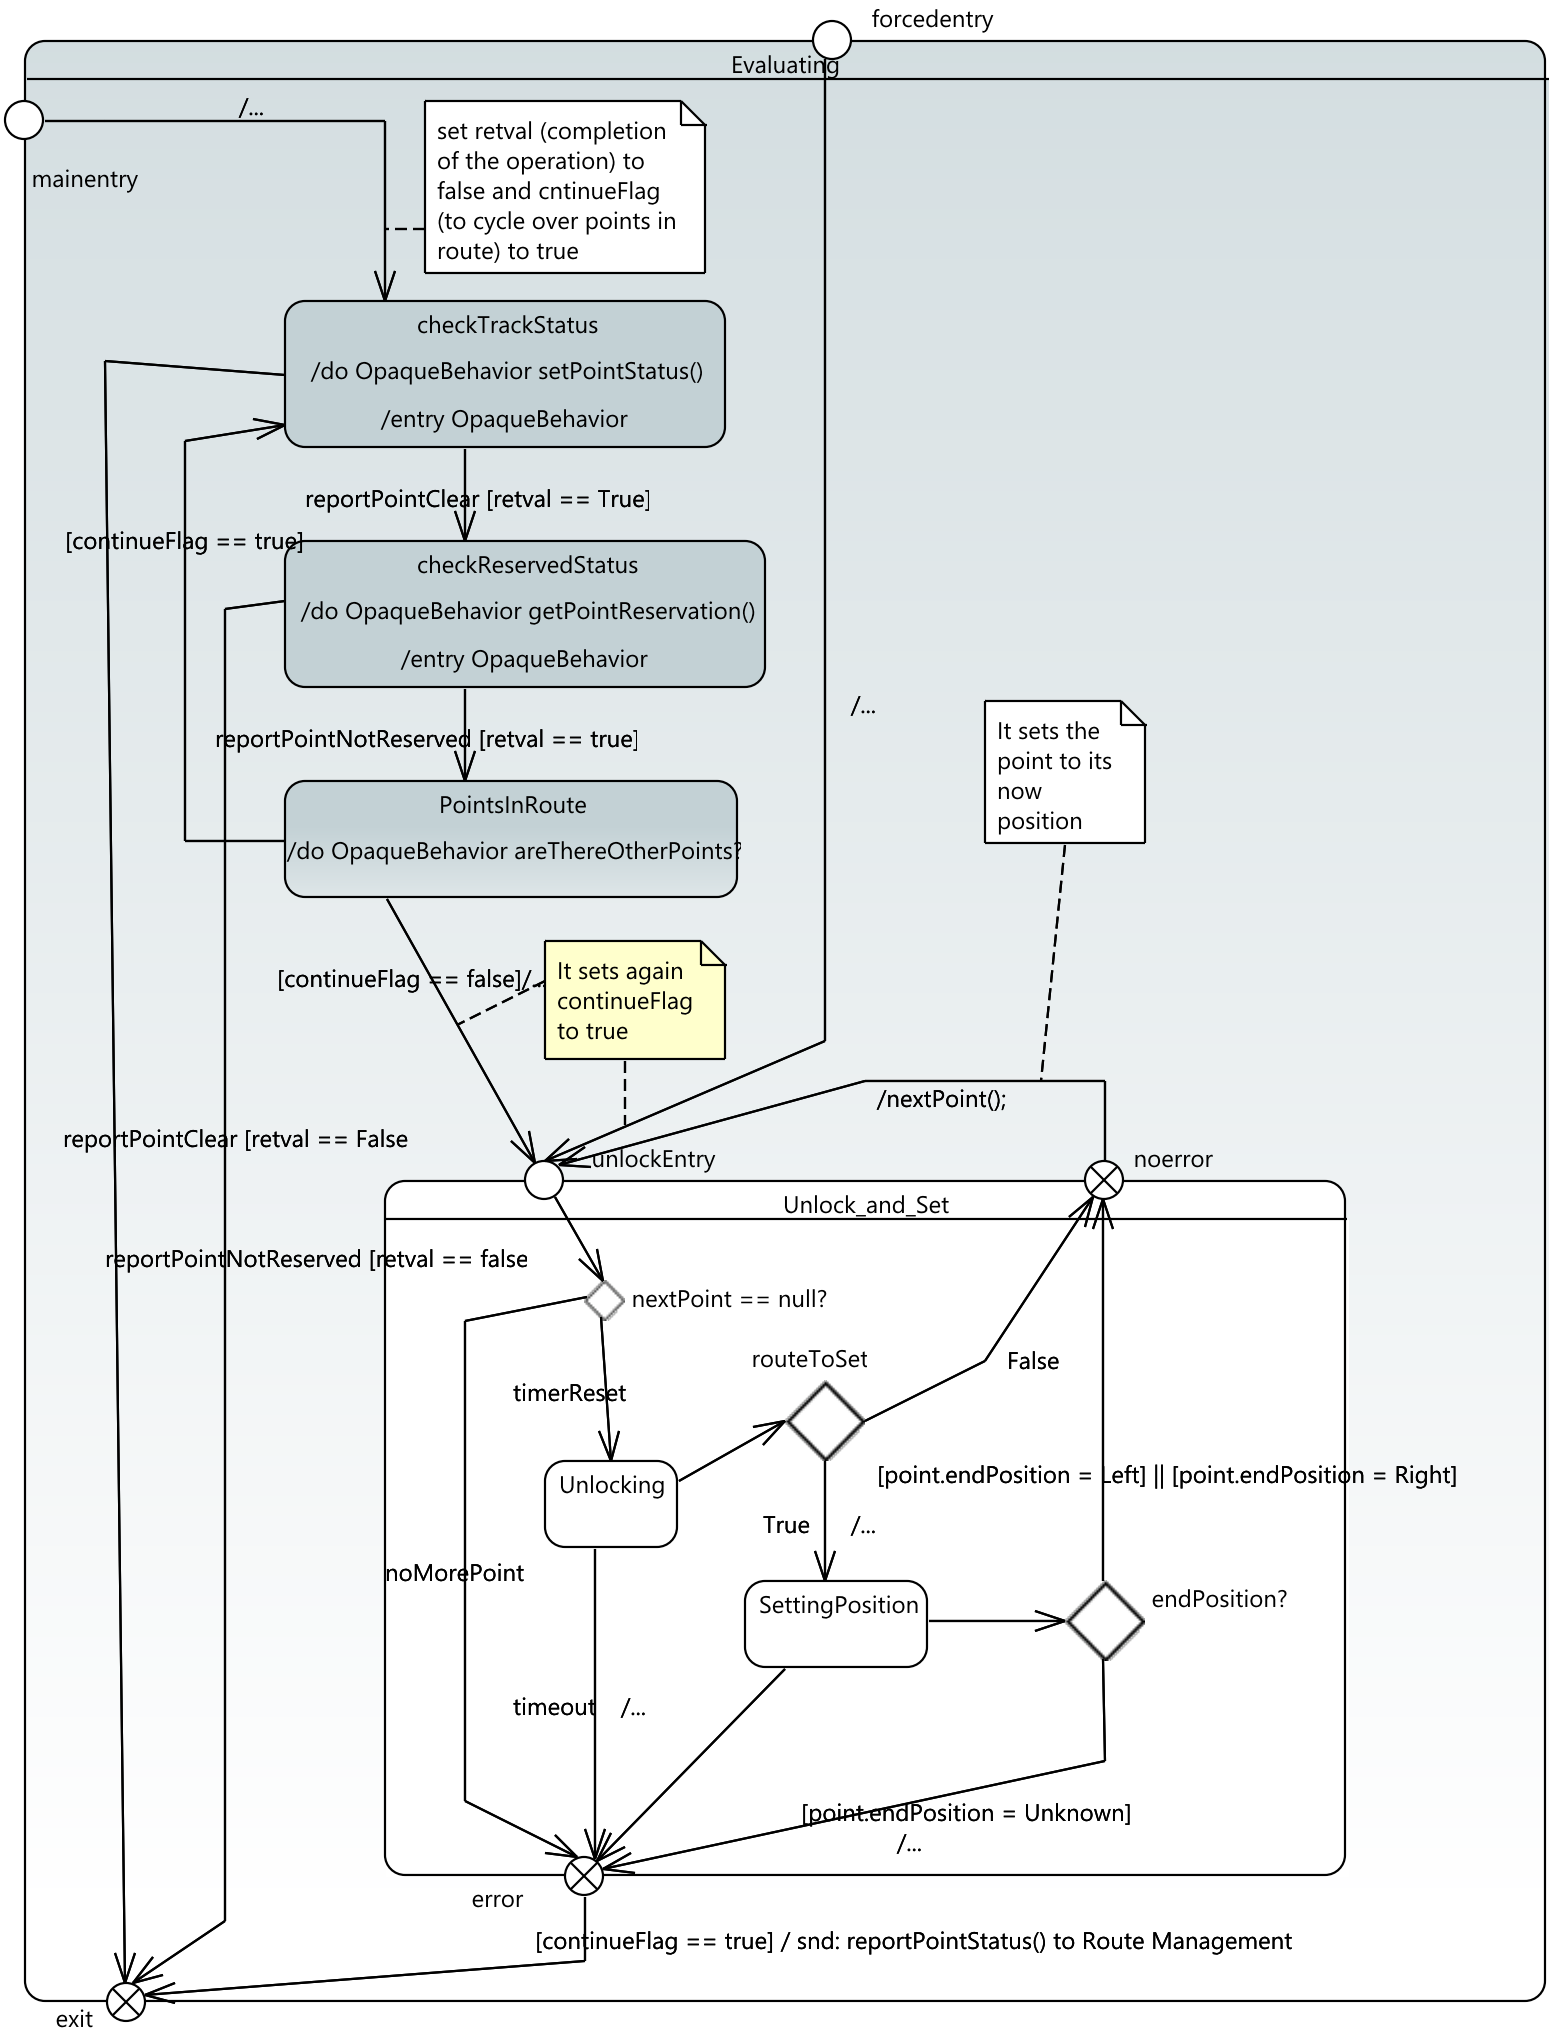 forcedentry
Evaluating
/...
mainentry
set retval (completion
of the operation) to
false and cntinueFlag
(to cycle over points in
route) to true
checkTrackStatus
/do OpaqueBehavior setPointStatus()
/entry OpaqueBehavior
reportPointClear [retval == True]
[continueFlag == true]
checkReservedStatus
/do OpaqueBehavior getPointReservation()
/entry OpaqueBehavior
/...
It sets the
point to its
now
position
reportPointNotReserved [retval == true]
PointsInRoute
/do OpaqueBehavior areThereOtherPoints?
[continueFlag == false]/...
It sets again
continueFlag
to true
/nextPoint();
reportPointClear [retval == False
unlockEntry
noerror
Unlock_and_Set
reportPointNotReserved [retval == false
nextPoint == null?
routeToSet
False
timerReset
[point.endPosition = Left] || [point.endPosition = Right]
Unlocking
True /...
noMorePoint
SettingPosition
endPosition?
timeout /...
[point.endPosition = Unknown]
/...
error
[continueFlag == true] / snd: reportPointStatus() to Route Management
exit